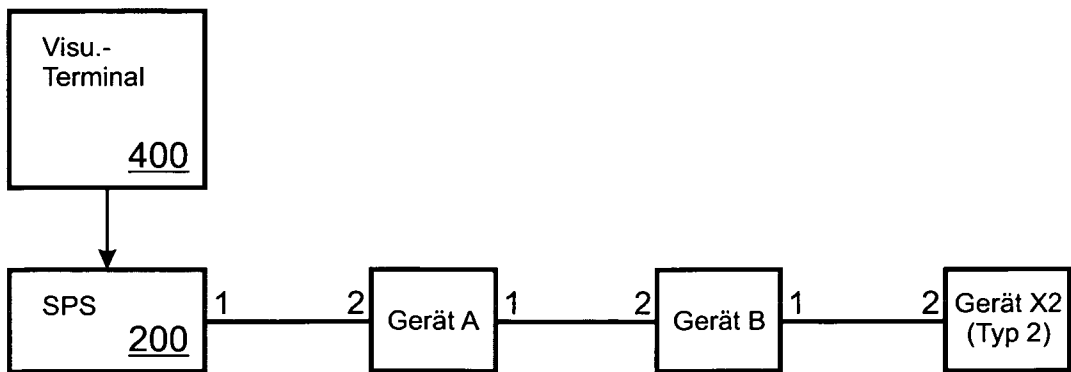 Visu.-
Terminal
400
SPS
200
1
2
Gerät A
1
2
Gerät B
1
2
Gerät X2
(Typ 2)